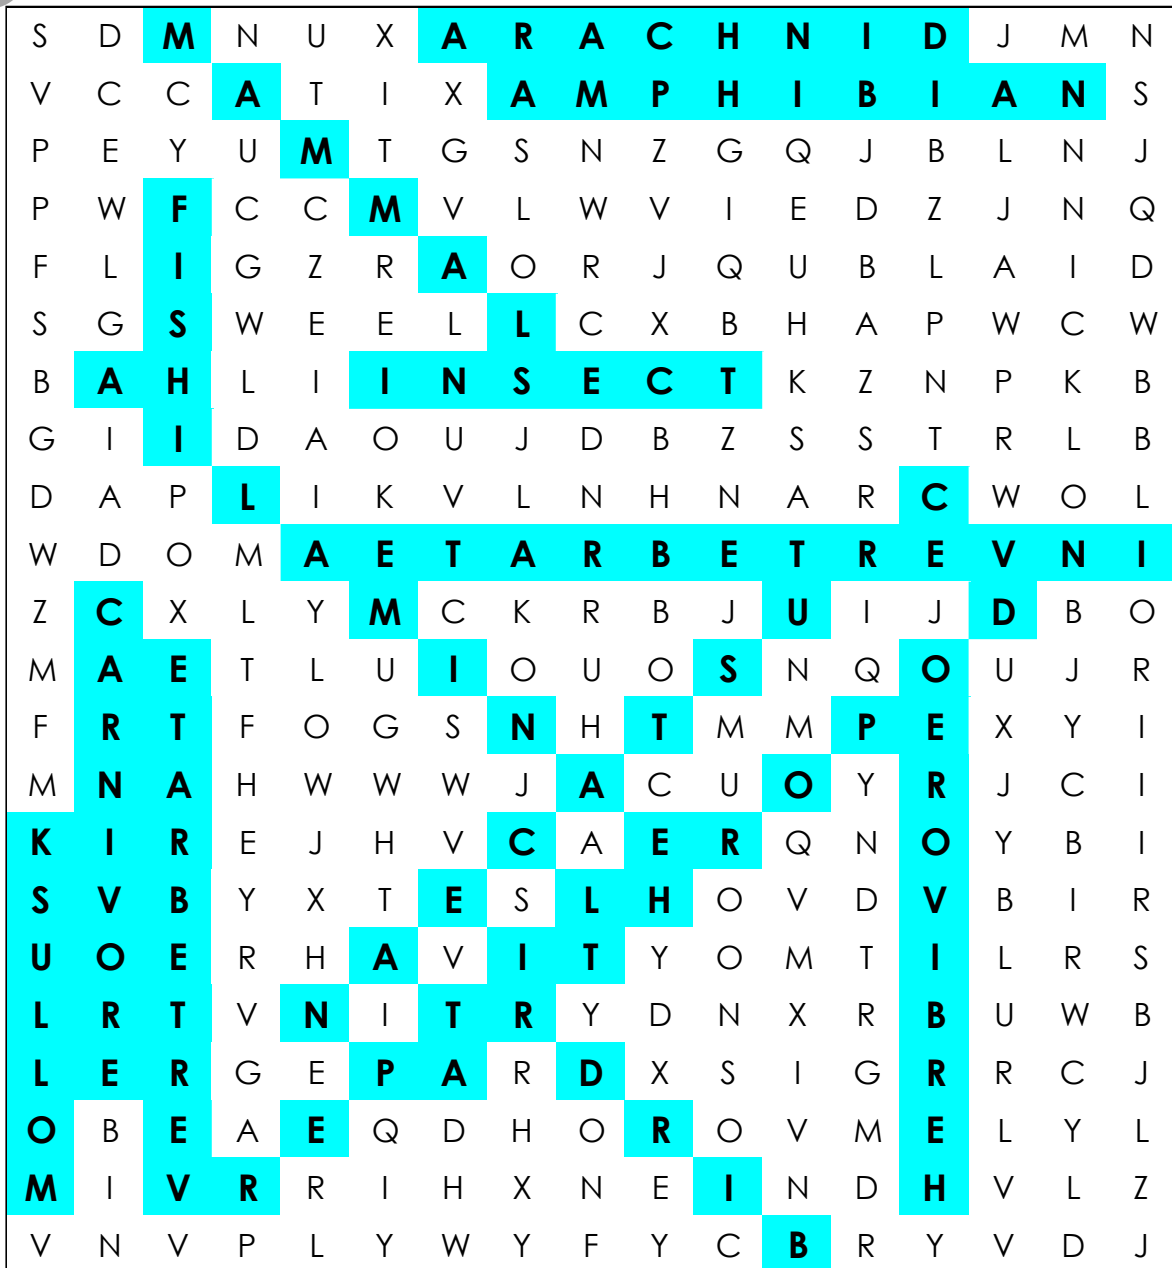 S D M N U X A R A C H N I D J M N
V C C A T I X A M P H I B I A N S
P E Y U M T G S N Z G Q J B L N J
P W F C C M V L W V I E D Z J N Q
F L I G Z R A O R J Q U B L A I D
S G S W E E L L C X B H A P W C W
B A H L I I N S E C T K Z N P K B
G I I D A O U J D B Z S S T R L B
D A P L I K V L N H N A R C W O L
W D O M A E T A R B E T R E V N I
Z C X L Y M C K R B J U I J D B O
M A E T L U I O U O S N Q O U J R
F R T F O G S N H T M M P E X Y I
M N A H W W W J A C U O Y R J C I
K I R E J H V C A E R Q N O Y B I
S V B Y X T E S L H O V D V B I R
U O E R H A V I T Y O M T I L R S
L R T V N I T R Y D N X R B U W B
L E R G E P A R D X S I G R R C J
O B E A E Q D H O R O V M E L Y L
M I V R R I H X N E I N D H V L Z
V N V P L Y W Y F Y C B R Y V D J